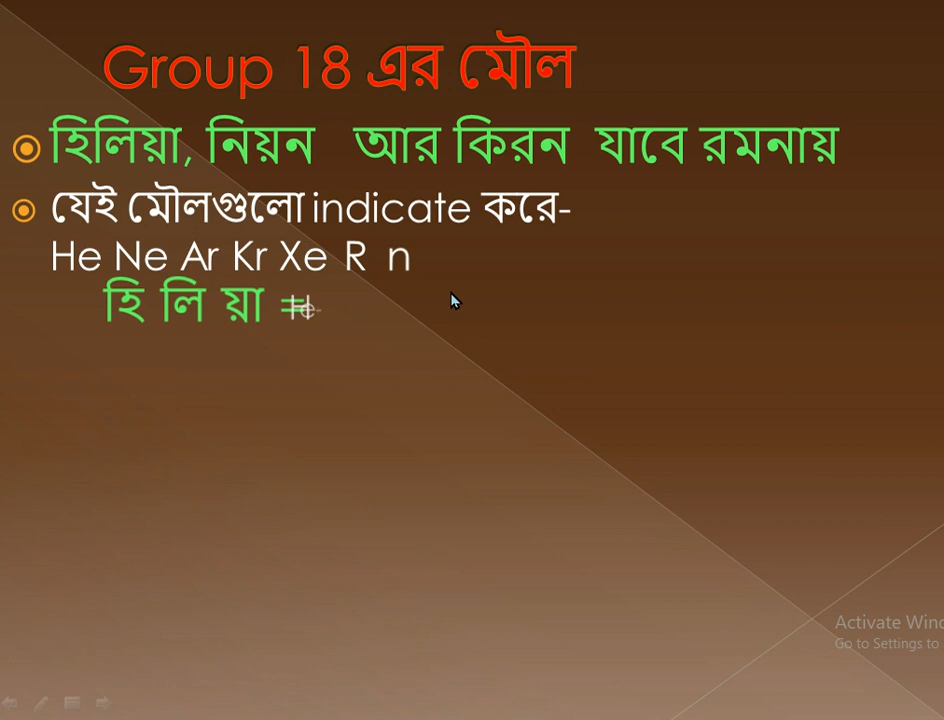 Group 18 এর মৌল
হিলিয়া, নিয়ন আর কিরন যাবে রমনায়
যেই মৌলগুলো indicate করে-
He Ne Ar Kr Xe R n
হি লি য়া =
Activate Wind
Go to Settings to